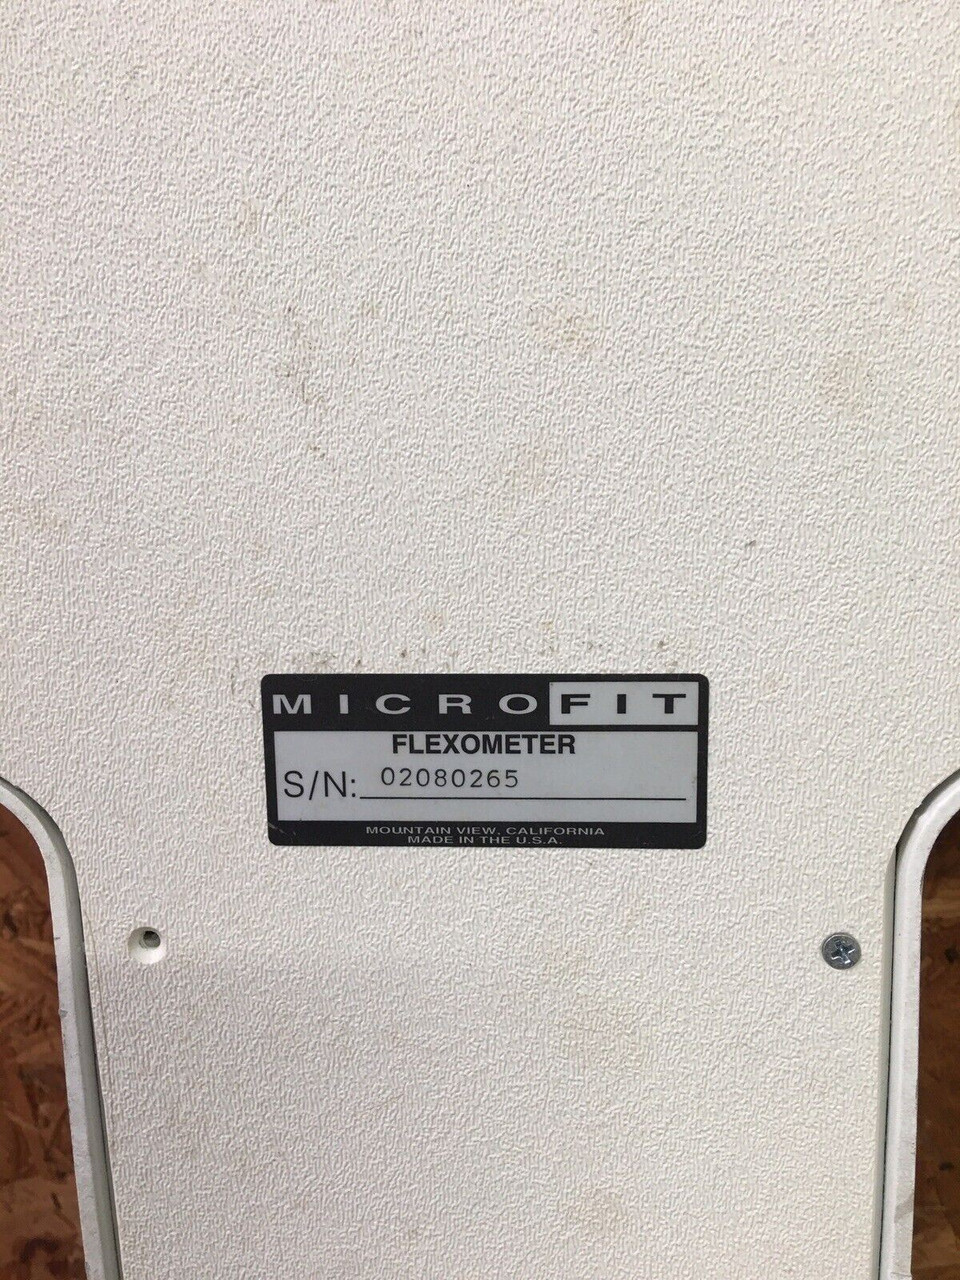 MICROFIT
FLEXOMETER
S/N: 02080265
MOUNTAIN VIEW, CALIFORNIA
MADE IN THE U.S.A.